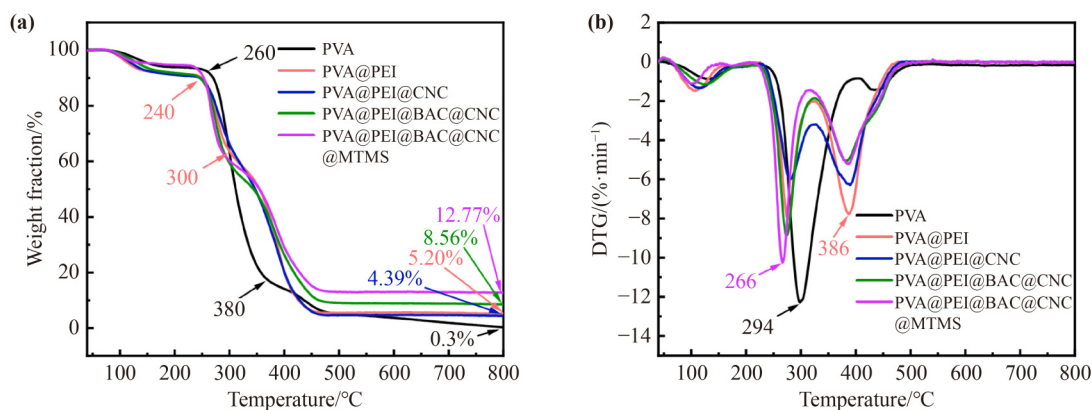 (a)
100
80
60
40
20
0
Weight fraction/%
100 200 300 400 500 600 700 800
Temperature/°C
260
240
300
380
PVA
PVA@PEI
PVA@PEI@CNC
PVA@PEI@BAC@CNC
PVA@PEI@BAC@CNC
@MTMS
12.77%
8.56%
5.20%
4.39%
0.3%
(b)
2
0
−2
−4
−6
−8
−10
−12
−14
−16
DTG/(%·min⁻¹)
0 100 200 300 400 500 600 700 800
Temperature/°C
266
294
386
PVA
PVA@PEI
PVA@PEI@CNC
PVA@PEI@BAC@CNC
PVA@PEI@BAC@CNC
@MTMS